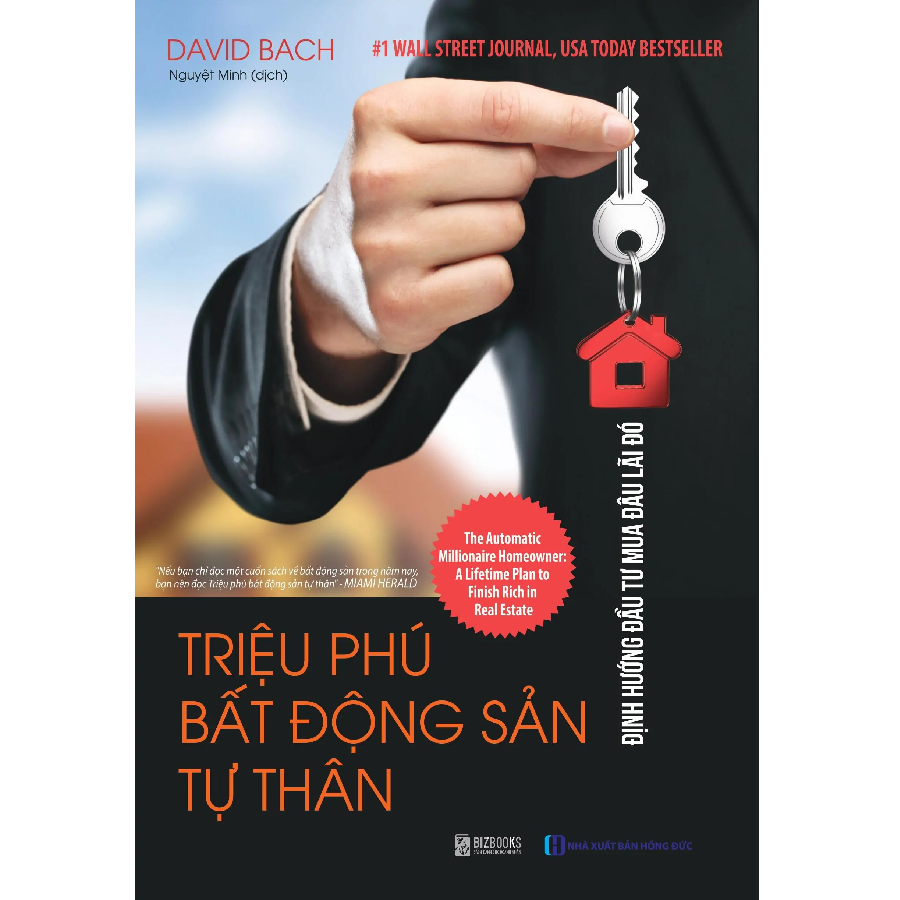 DAVID BACH
Nguyệt Minh (dịch)
#1 WALL STREET JOURNAL, USA TODAY BESTSELLER
ĐỊNH HƯỚNG ĐẦU TƯ MUA ĐÂU LÃI ĐÓ
The Automatic
Millionaire Homeowner:
A Lifetime Plan to
Finish Rich in
Real Estate
"Nếu bạn chỉ đọc một cuốn sách về bất động sản trong năm nay,
bạn nên đọc Triệu phú bất động sản tự thân" - MIAMI HERALD
TRIỆU PHÚ
BẤT ĐỘNG SẢN
TỰ THÂN
BIZBOOKS
NHÀ XUẤT BẢN HỒNG ĐỨC